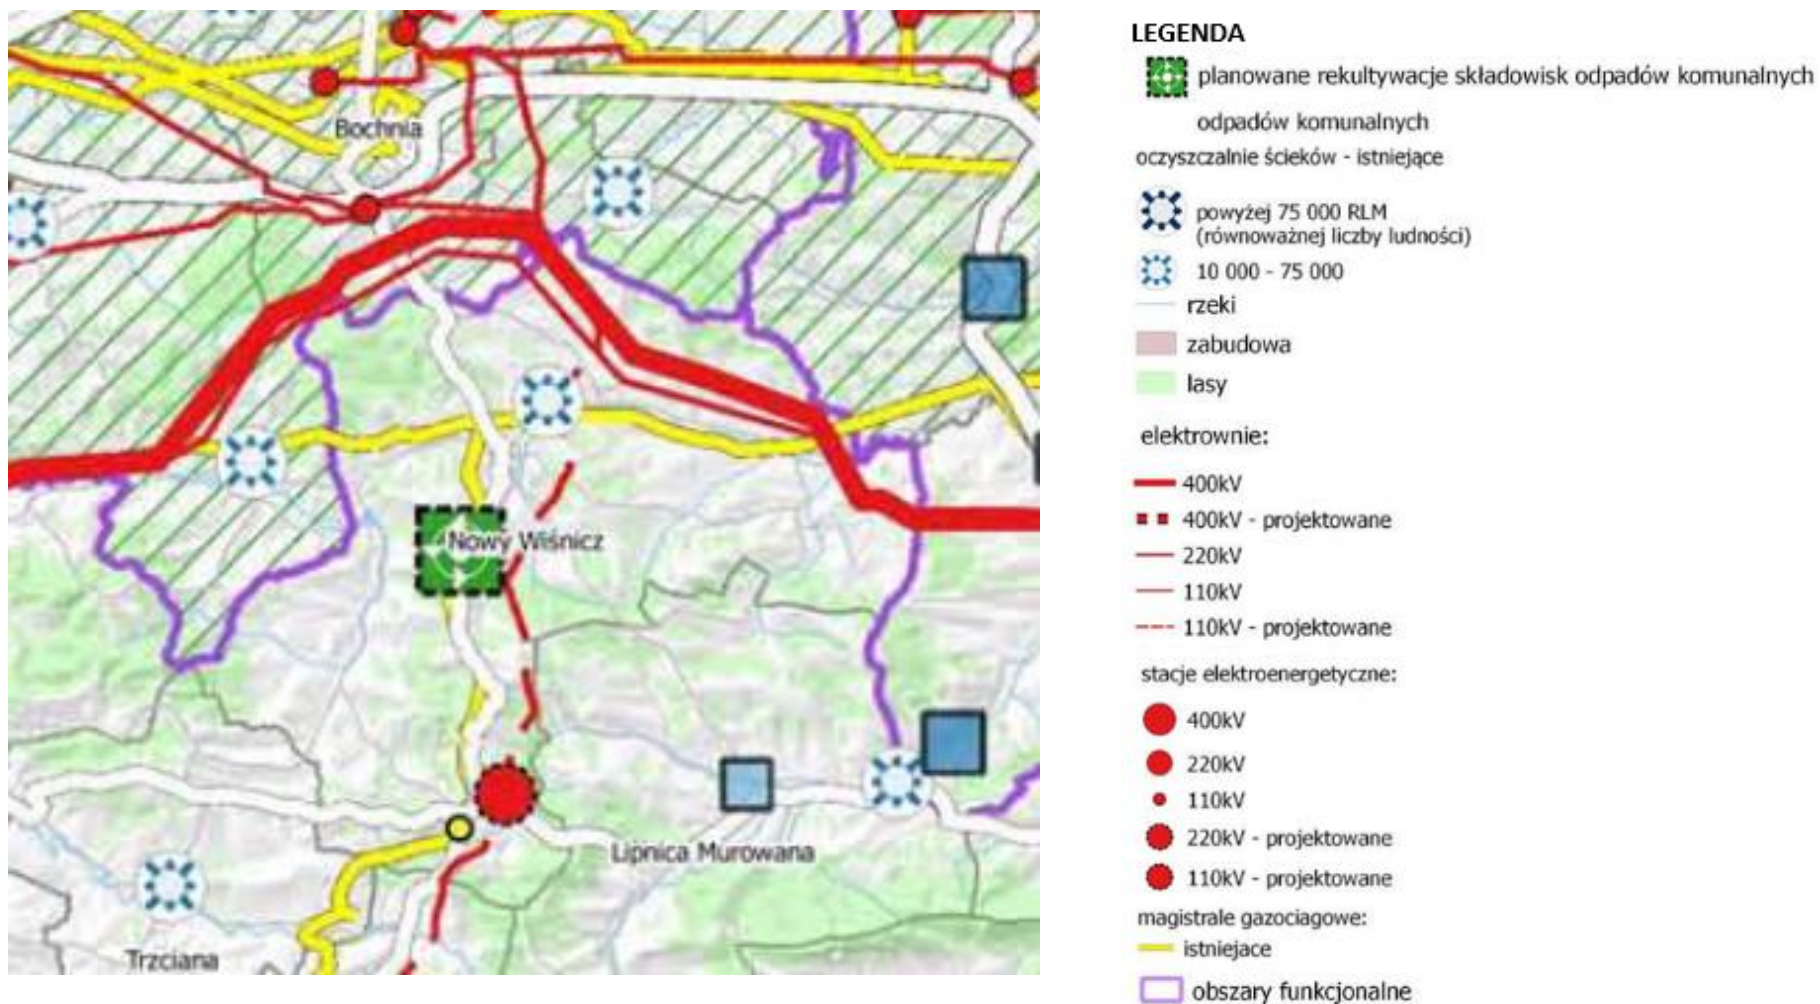 Bochnia
Nowy Wiśnicz
Lipnica Murowana
Trzciana
LEGENDA
planowane rekultywacje składowisk odpadów komunalnych
odpadów komunalnych
oczyszczalnie ścieków - istniejące
powyżej 75 000 RLM
(równoważnej liczby ludności)
10 000 - 75 000
rzeki
zabudowa
lasy
elektrownie:
400kV
400kV - projektowane
220kV
110kV
110kV - projektowane
stacje elektroenergetyczne:
400kV
220kV
110kV
220kV - projektowane
110kV - projektowane
magistrale gazociagowe:
istniejace
obszary funkcjonalne